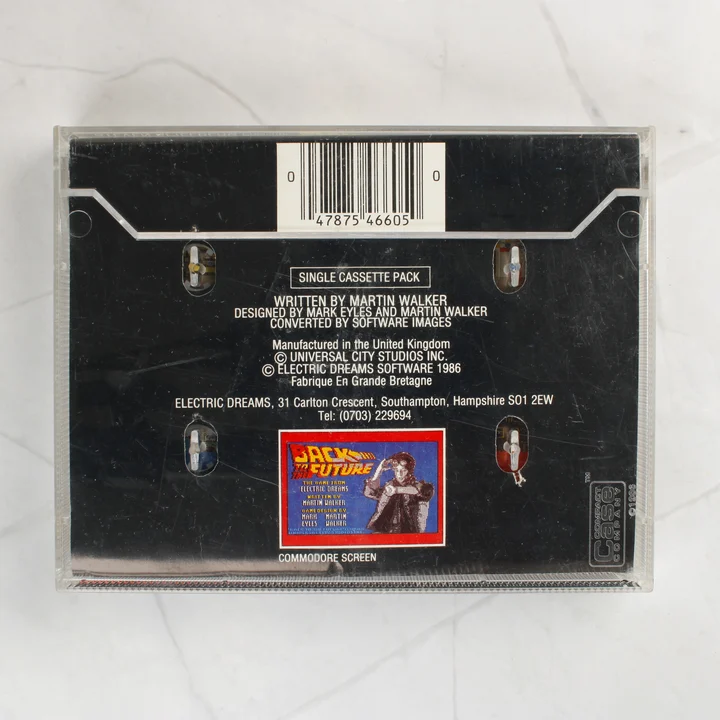 0 47875 46605 0
SINGLE CASSETTE PACK
WRITTEN BY MARTIN WALKER
DESIGNED BY MARK EYLES AND MARTIN WALKER
CONVERTED BY SOFTWARE IMAGES
Manufactured in the United Kingdom
© UNIVERSAL CITY STUDIOS INC.
© ELECTRIC DREAMS SOFTWARE 1986
Fabrique En Grande Bretagne
ELECTRIC DREAMS, 31 Carlton Crescent, Southampton, Hampshire SO1 2EW
Tel: (0703) 229694
BACK
TO THE FUTURE
THE GAME FROM
ELECTRIC DREAMS
WRITTEN BY
MARTIN WALKER
GAME DESIGN BY
MARK MARTIN
EYLES WALKER
COMMODORE SCREEN
COMPACT
Case
COMPANY
™